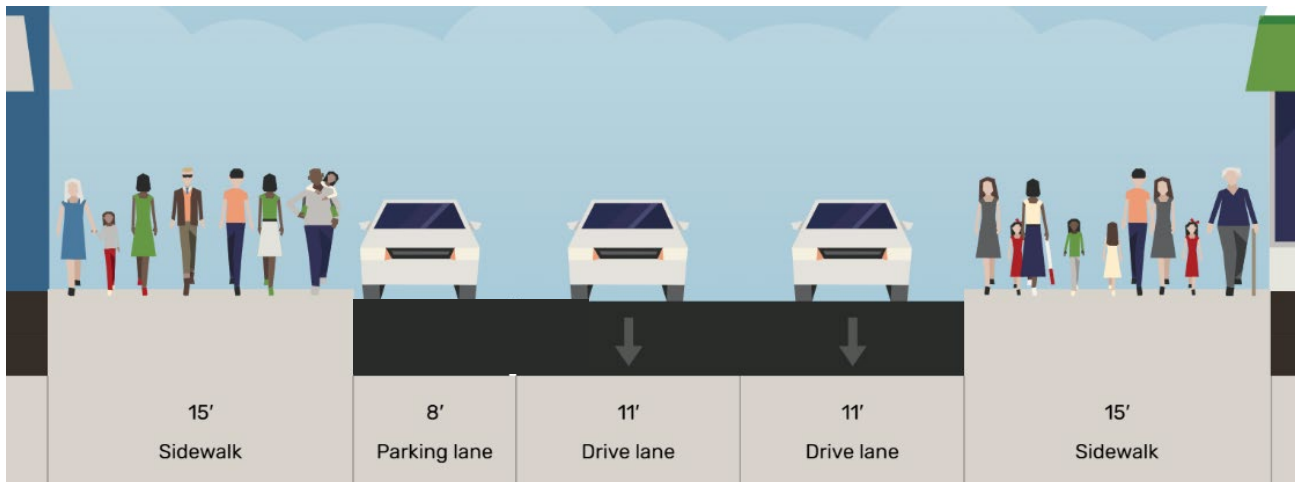 15′
Sidewalk
8′
Parking lane
11′
Drive lane
11′
Drive lane
15′
Sidewalk